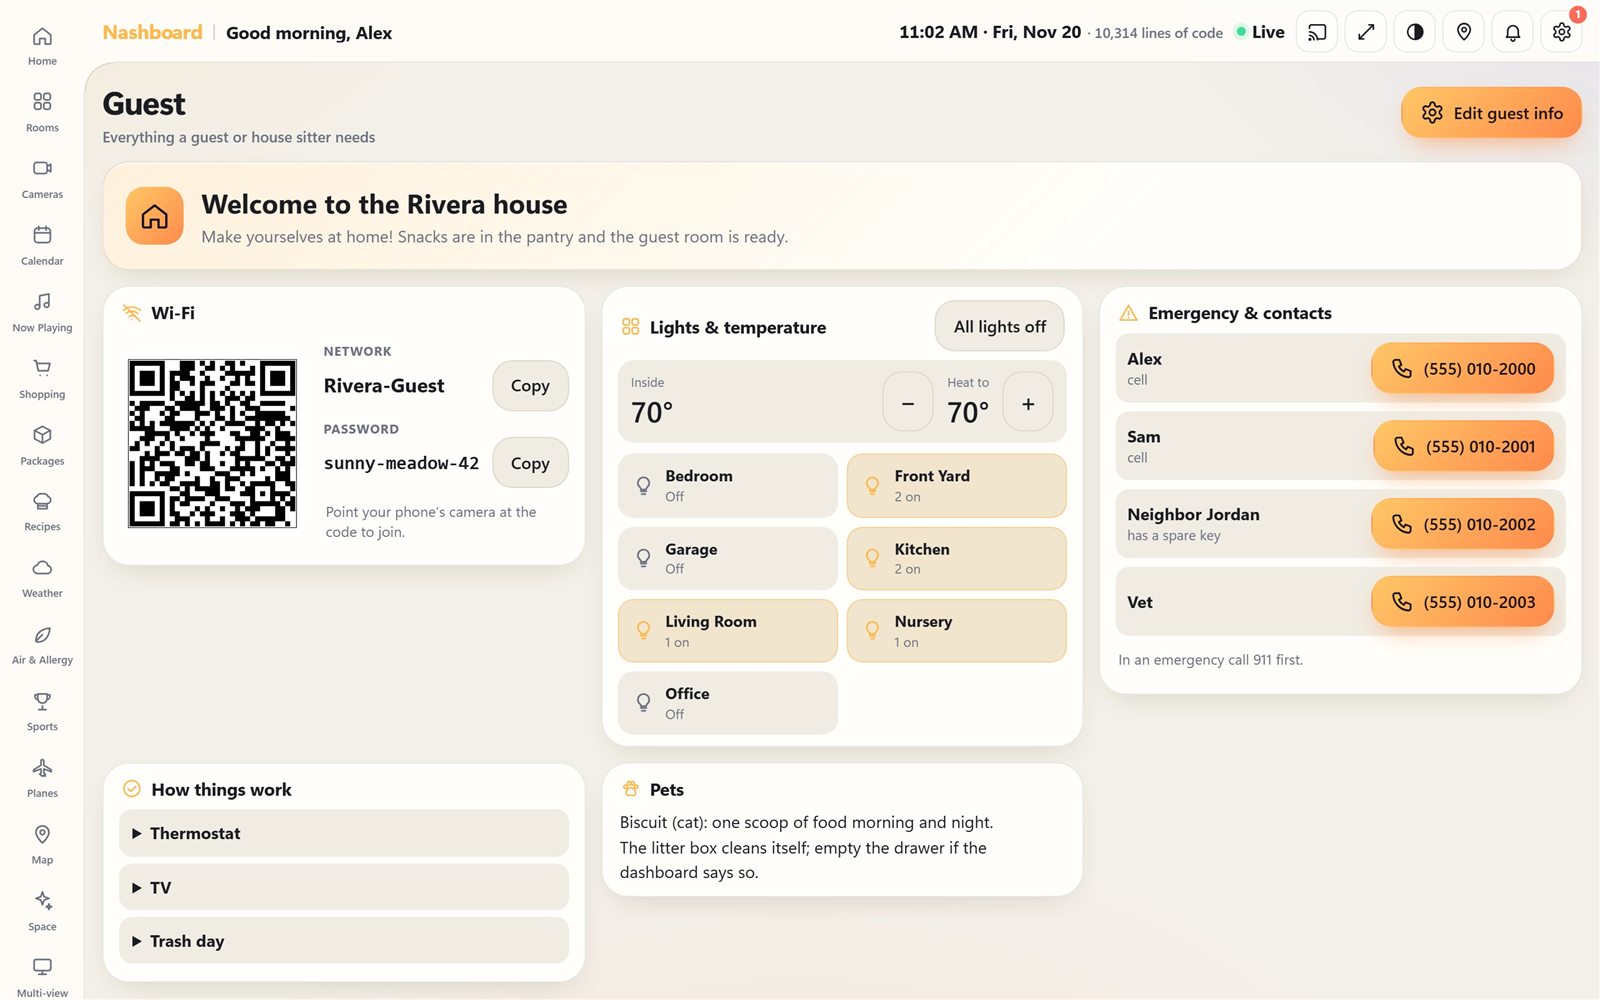 Nashboard
Good morning, Alex
11:02 AM · Fri, Nov 20 · 10,314 lines of code
Live
1
Home
Rooms
Cameras
Calendar
Now Playing
Shopping
Packages
Recipes
Weather
Air & Allergy
Sports
Planes
Map
Space
Multi-view
Guest
Everything a guest or house sitter needs
Edit guest info
Welcome to the Rivera house
Make yourselves at home! Snacks are in the pantry and the guest room is ready.
Wi-Fi
NETWORK
Rivera-Guest
Copy
PASSWORD
sunny-meadow-42
Copy
Point your phone’s camera at the
code to join.
Lights & temperature
All lights off
Inside
70°
−
Heat to
70°
+
Bedroom
Off
Front Yard
2 on
Garage
Off
Kitchen
2 on
Living Room
1 on
Nursery
1 on
Office
Off
Emergency & contacts
Alex
cell
(555) 010-2000
Sam
cell
(555) 010-2001
Neighbor Jordan
has a spare key
(555) 010-2002
Vet
(555) 010-2003
In an emergency call 911 first.
How things work
Thermostat
TV
Trash day
Pets
Biscuit (cat): one scoop of food morning and night.
The litter box cleans itself; empty the drawer if the
dashboard says so.